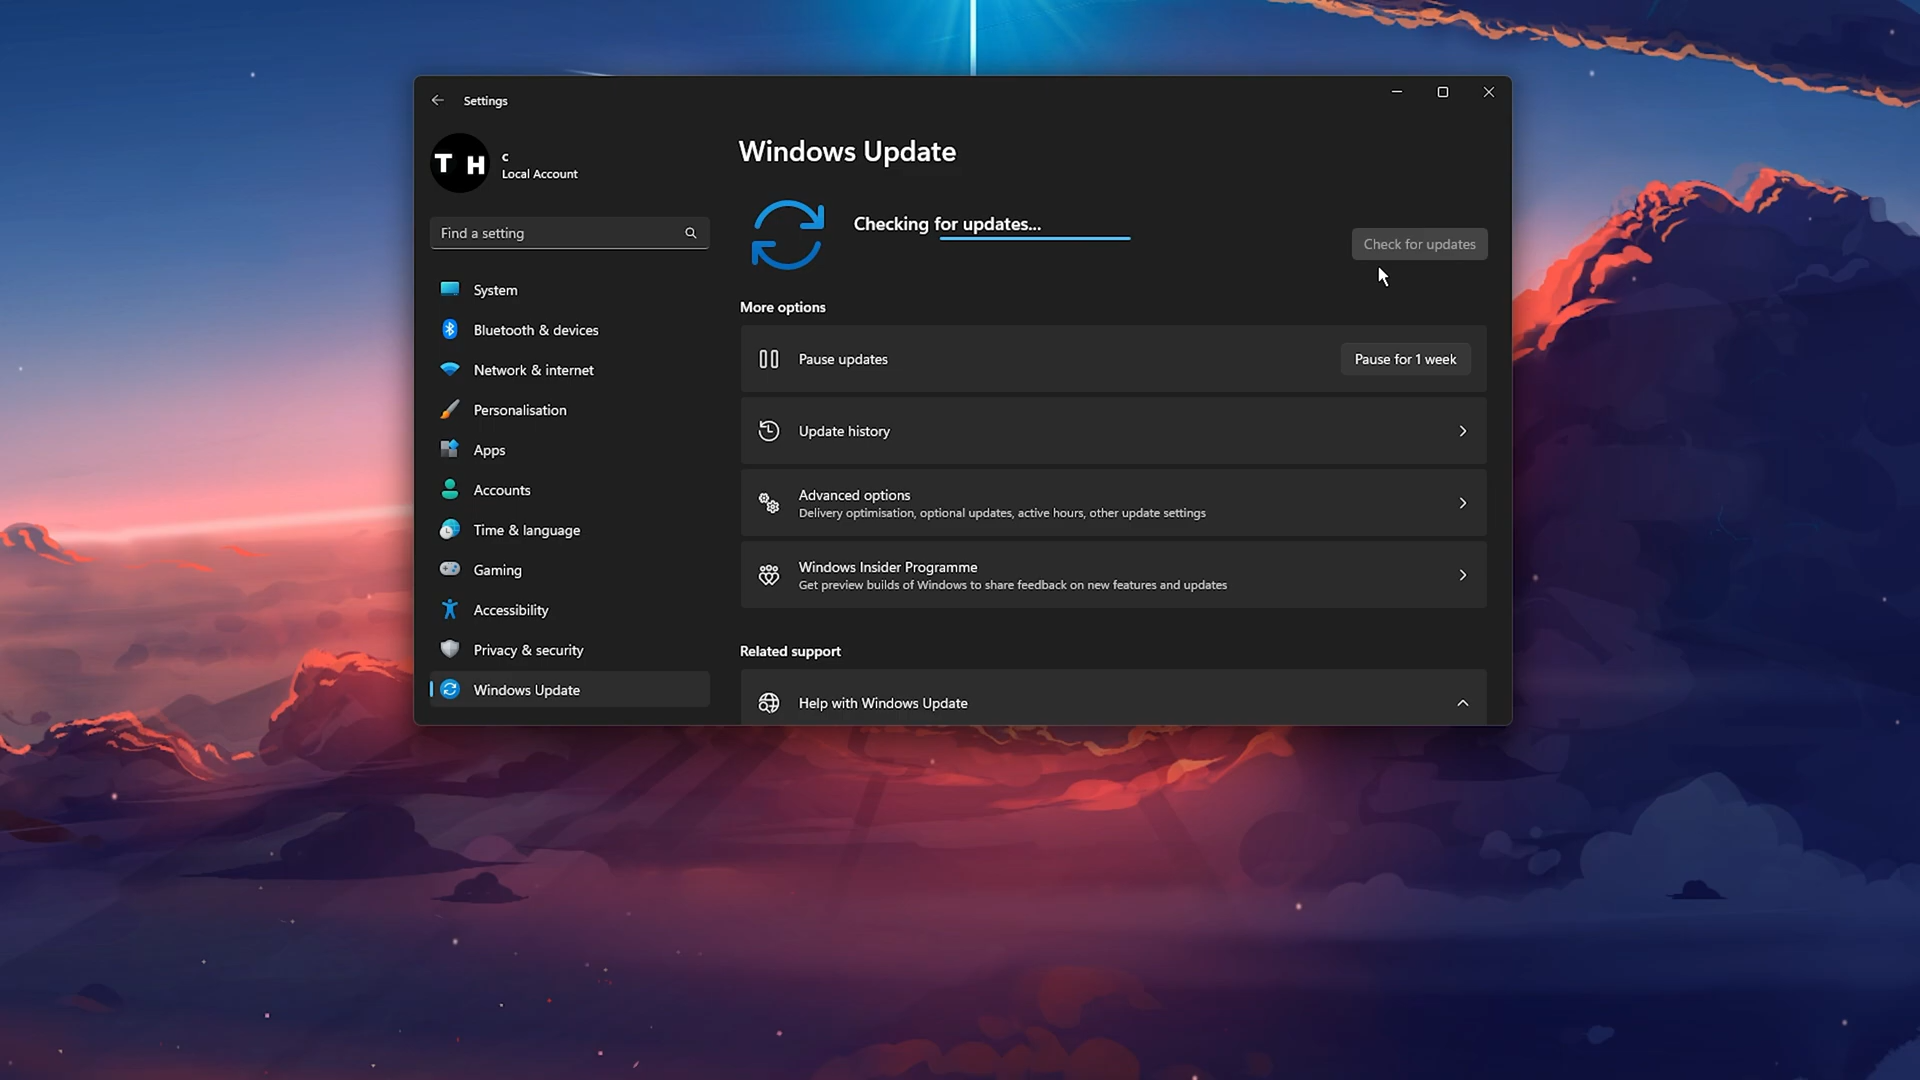 Settings
T H
c
Local Account
Find a setting
System
Bluetooth & devices
Network & internet
Personalisation
Apps
Accounts
Time & language
Gaming
Accessibility
Privacy & security
Windows Update
Windows Update
Checking for updates...
Check for updates
More options
Pause updates
Pause for 1 week
Update history
Advanced options
Delivery optimisation, optional updates, active hours, other update settings
Windows Insider Programme
Get preview builds of Windows to share feedback on new features and updates
Related support
Help with Windows Update